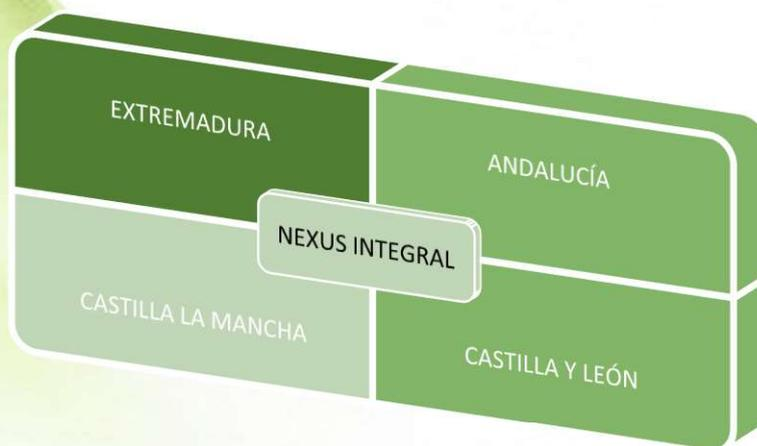 EXTREMADURA
ANDALUCÍA
NEXUS INTEGRAL
CASTILLA LA MANCHA
CASTILLA Y LEÓN